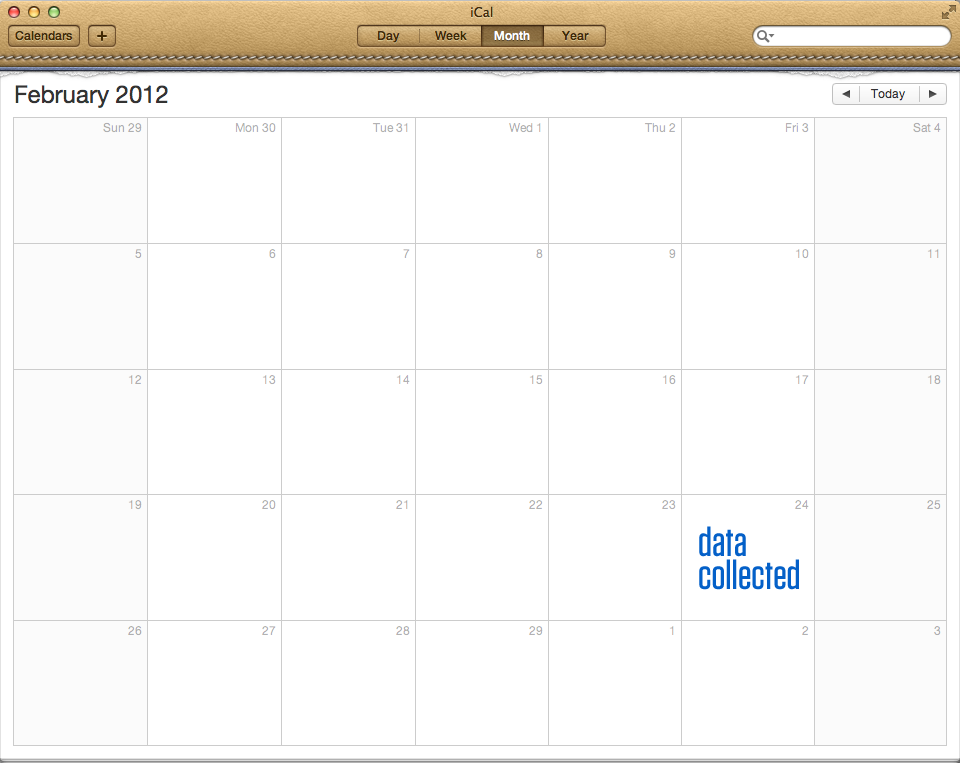 iCal
Calendars + Day Week Month Year
February 2012
Today
Sun 29 Mon 30 Tue 31 Wed 1 Thu 2 Fri 3 Sat 4
5 6 7 8 9 10 11
12 13 14 15 16 17 18
19 20 21 22 23 24 25
data
collected
26 27 28 29 1 2 3